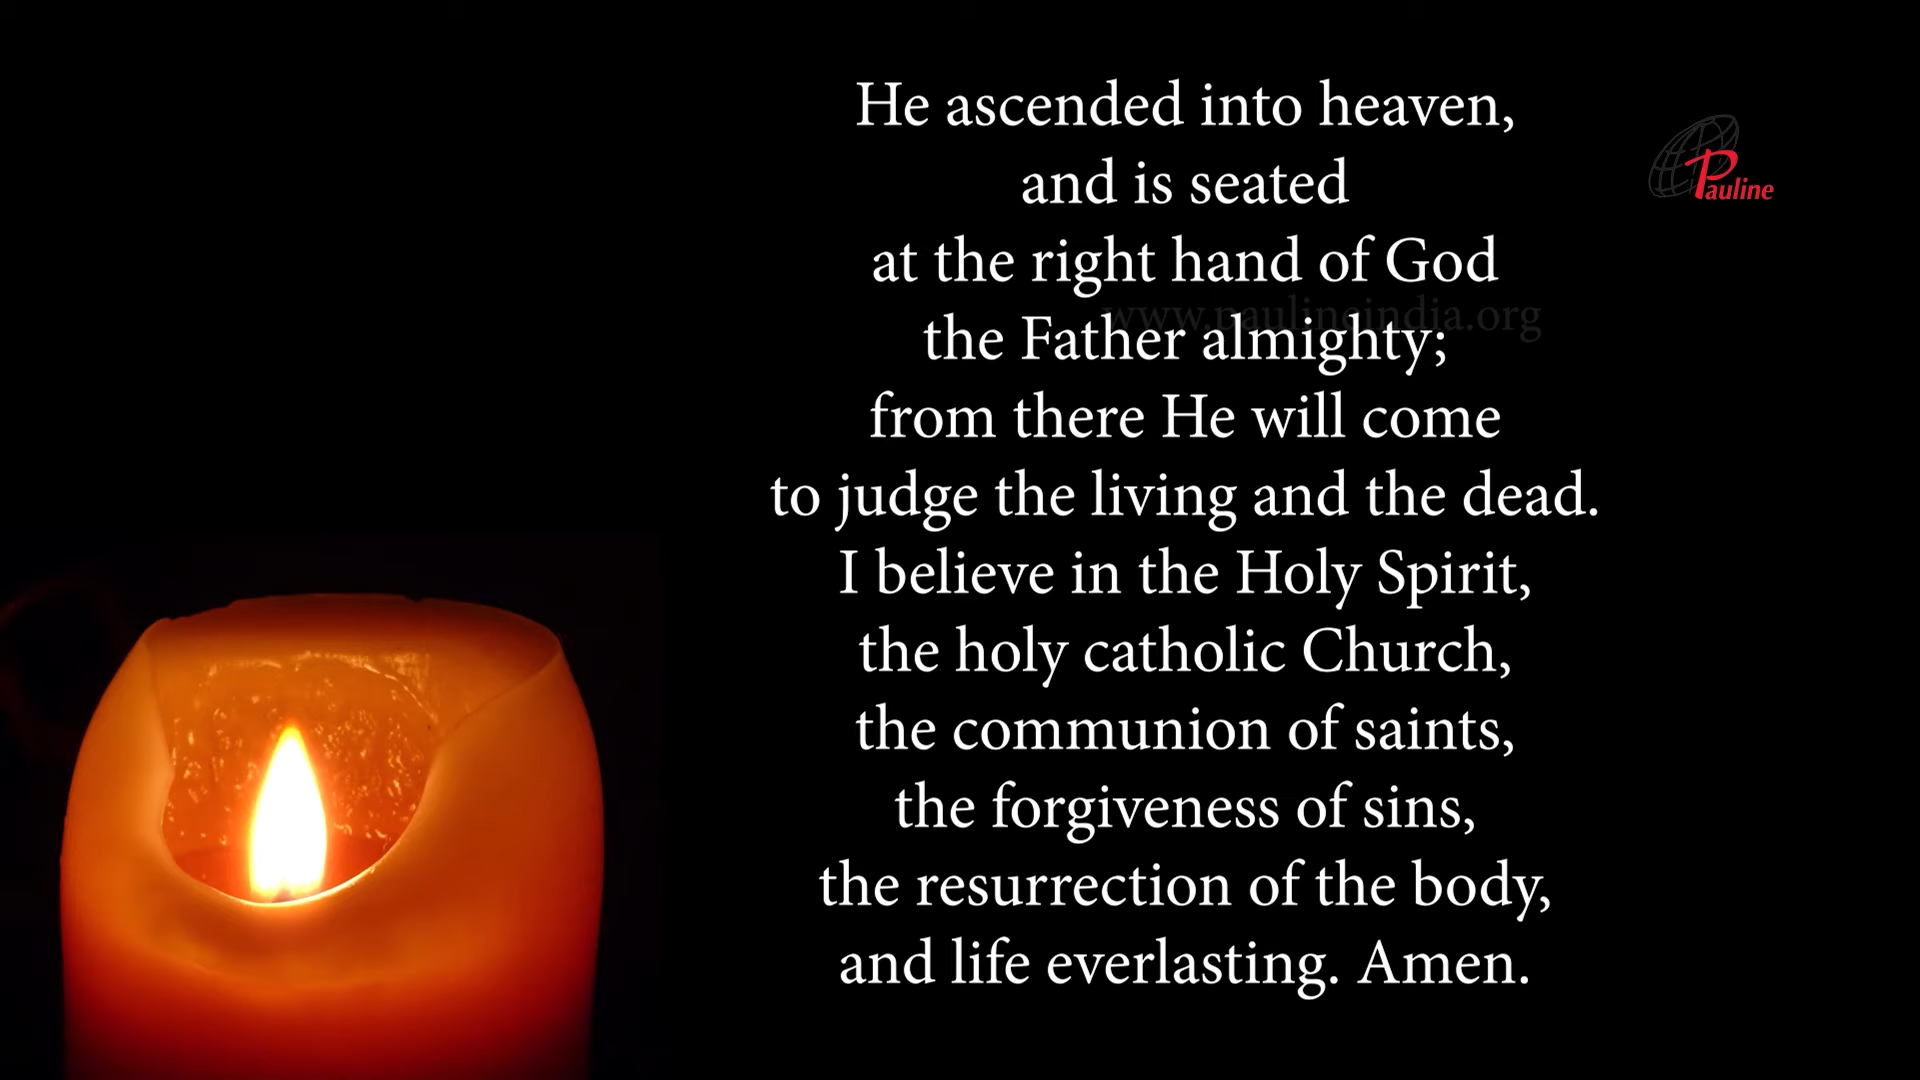 He ascended into heaven,
and is seated
at the right hand of God
the Father almighty;
from there He will come
to judge the living and the dead.
I believe in the Holy Spirit,
the holy catholic Church,
the communion of saints,
the forgiveness of sins,
the resurrection of the body,
and life everlasting. Amen.
Pauline
www.paulineindia.org